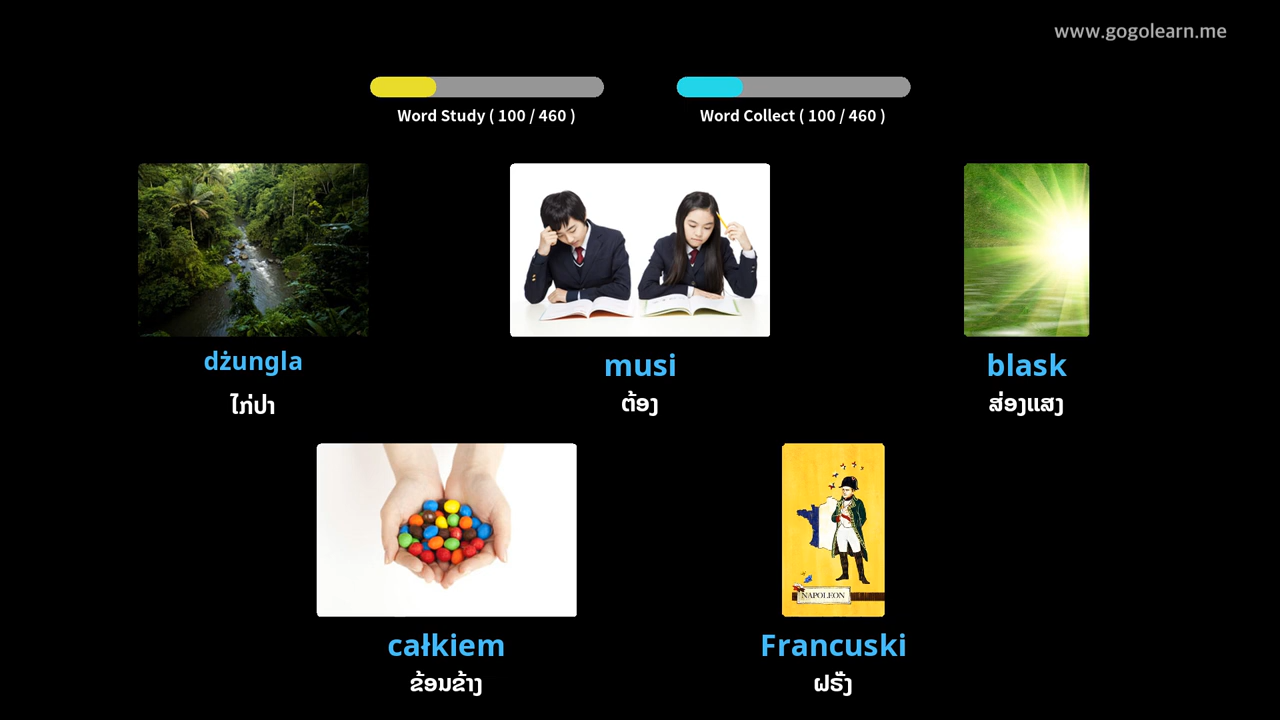 www.gogolearn.me
Word Study ( 100 / 460 )
Word Collect ( 100 / 460 )
dżungla
ໄກ່ປ່າ
musi
ຕ້ອງ
blask
ສ່ອງແສງ
całkiem
ຂ້ອນຂ້າງ
NAPOLEON
Francuski
ຝຣັ່ງ